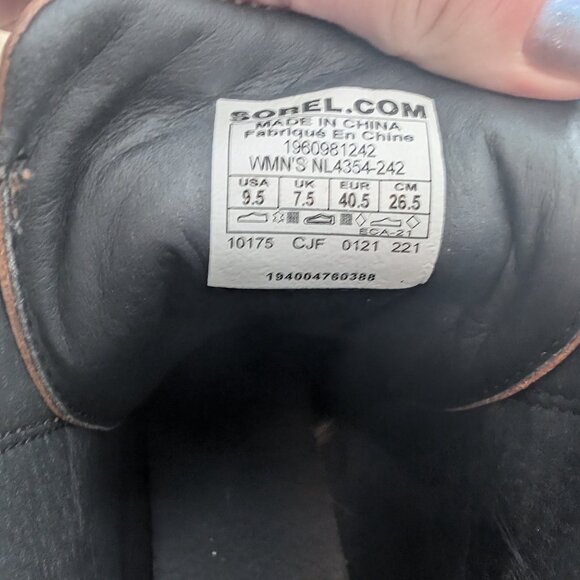 SOREL.COM
MADE IN CHINA
Fabriqué En Chine
1960981242
WMN'S NL4354-242
USA UK EUR CM
9.5 7.5 40.5 26.5
ECA-21
10175 CJF 0121 221
194004760388